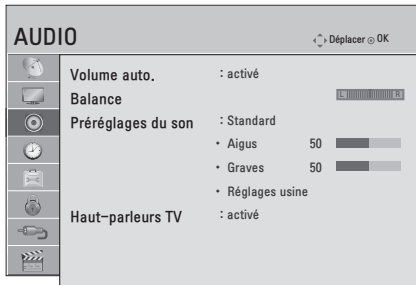 AUDIO
Déplacer OK
Volume auto. : activé
Balance L R
Préréglages du son : Standard
• Aigus 50
• Graves 50
• Réglages usine
Haut-parleurs TV : activé